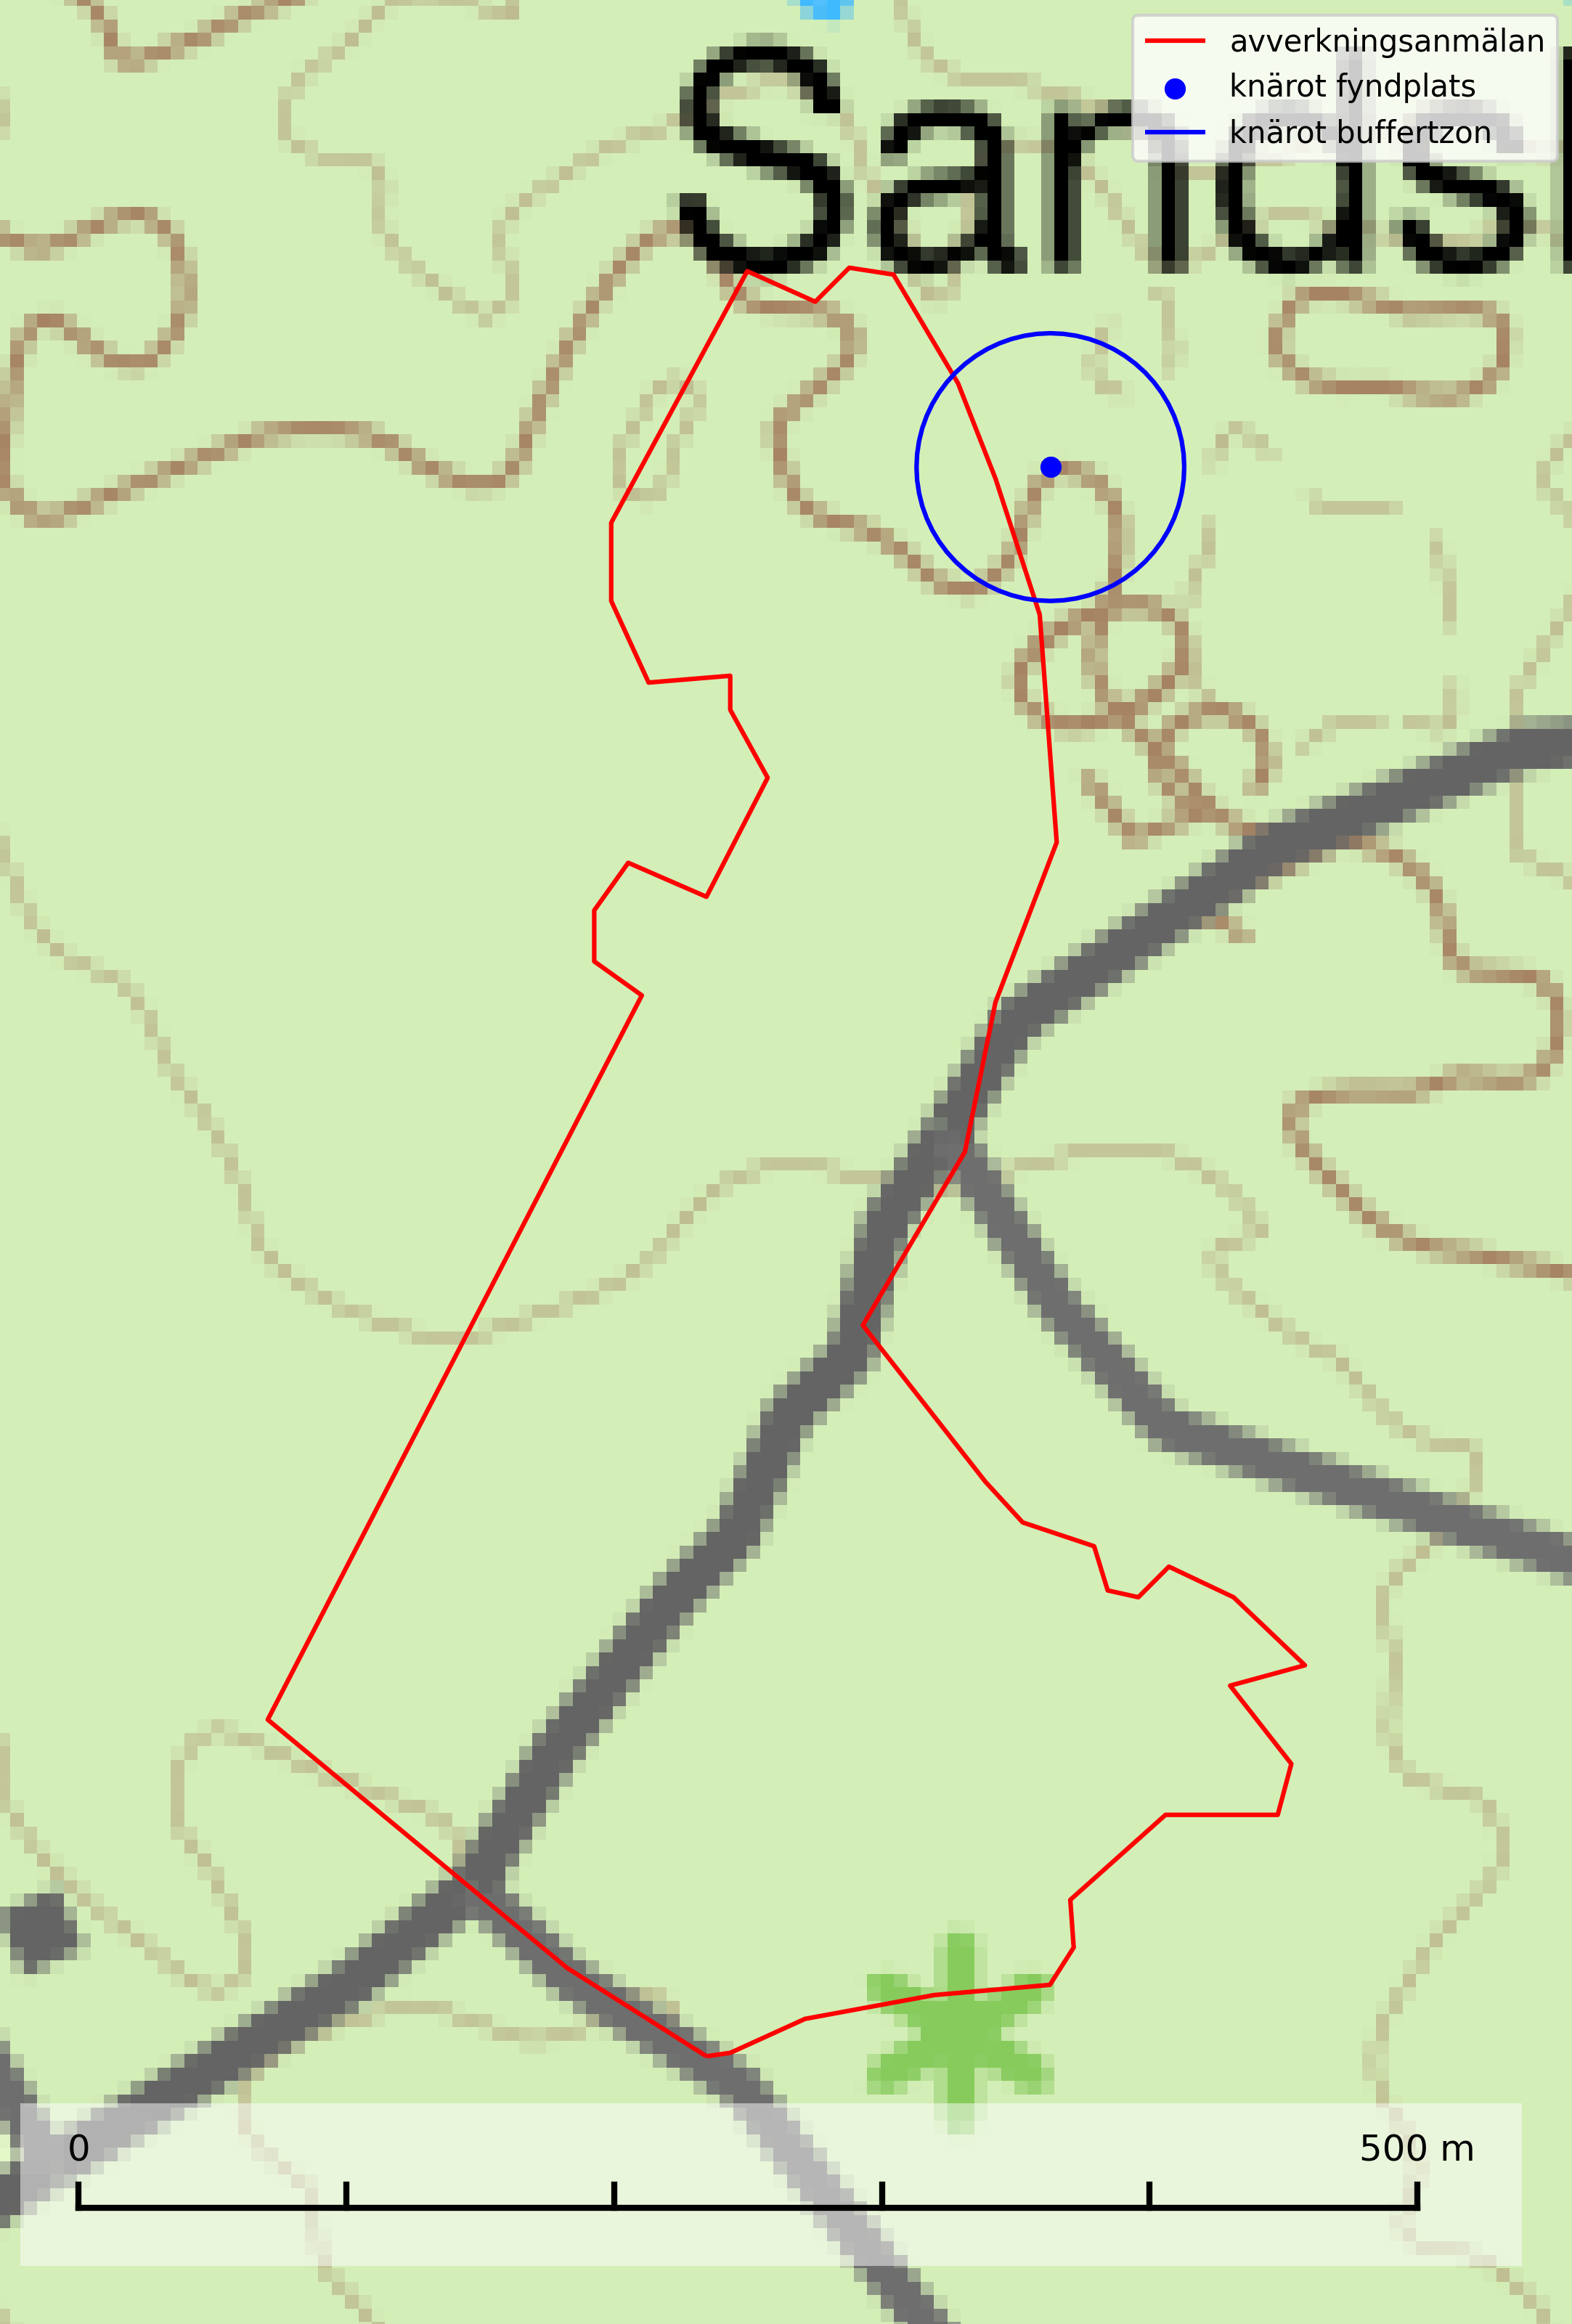 avverkningsanmälan
knärot fyndplats
knärot buffertzon
0
500 m